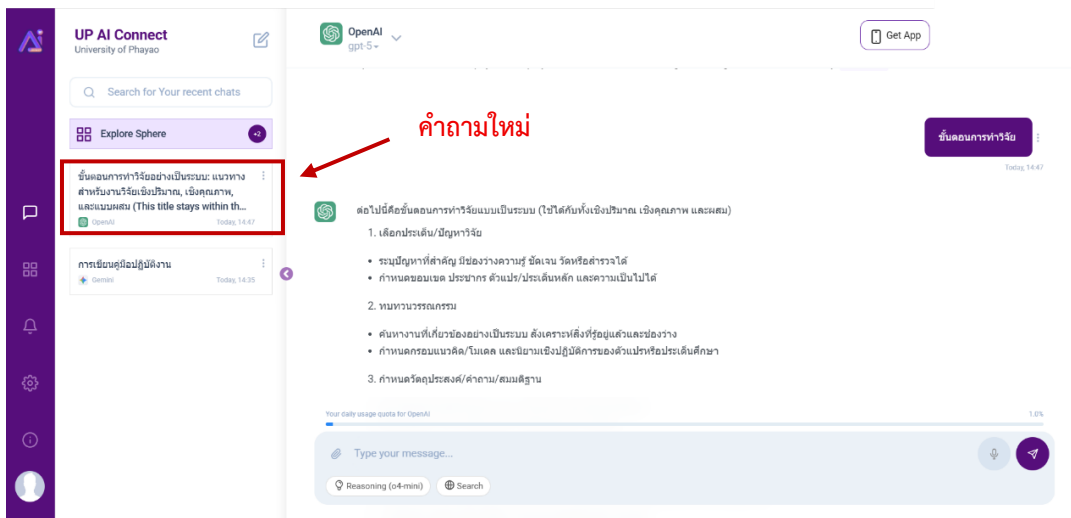 UP AI Connect
University of Phayao
Search for Your recent chats
Explore Sphere
+2
ขั้นตอนการทำวิจัยอย่างเป็นระบบ: แนวทาง
สำหรับงานวิจัยเชิงปริมาณ, เชิงคุณภาพ,
และแบบผสม (This title stays within th...
OpenAI
Today, 14:47
การเขียนคู่มือปฏิบัติงาน
Gemini
Today, 14:35
OpenAI
gpt-5
Get App
คำถามใหม่
ขั้นตอนการทำวิจัย
Today, 14:47
ต่อไปนี้คือขั้นตอนการทำวิจัยแบบเป็นระบบ (ใช้ได้กับทั้งเชิงปริมาณ เชิงคุณภาพ และผสม)
1. เลือกประเด็น/ปัญหาวิจัย
• ระบุปัญหาที่สำคัญ มีช่องว่างความรู้ ชัดเจน วัดหรือสำรวจได้
• กำหนดขอบเขต ประชากร ตัวแปร/ประเด็นหลัก และความเป็นไปได้
2. ทบทวนวรรณกรรม
• ค้นหางานที่เกี่ยวข้องอย่างเป็นระบบ สังเคราะห์สิ่งที่รู้อยู่แล้วและช่องว่าง
• กำหนดกรอบแนวคิด/โมเดล และนิยามเชิงปฏิบัติการของตัวแปรหรือประเด็นศึกษา
3. กำหนดวัตถุประสงค์/คำถาม/สมมติฐาน
Your daily usage quota for OpenAI
1.0%
Type your message...
Reasoning (o4-mini)
Search